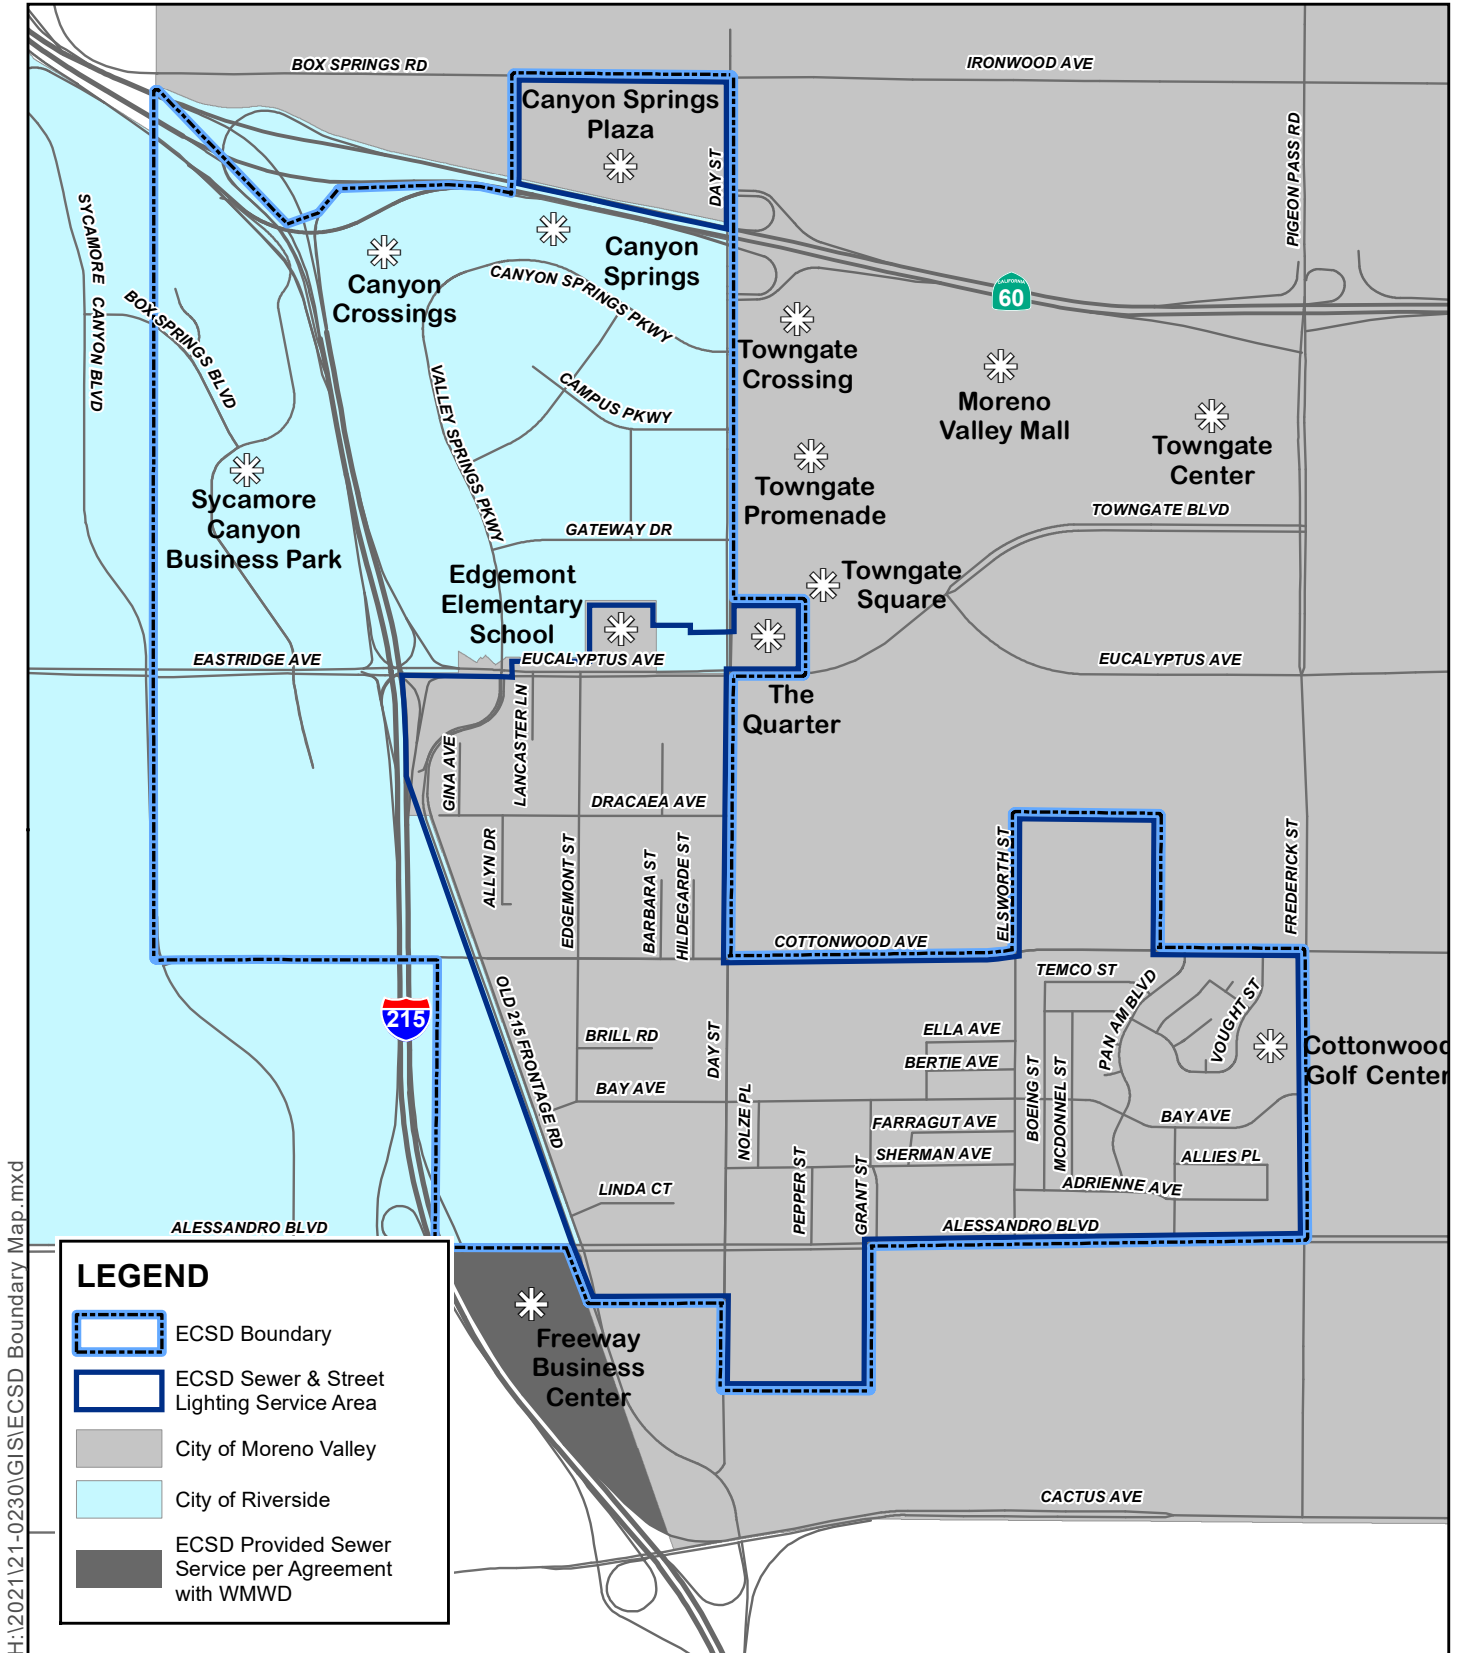 BOX SPRINGS RD
IRONWOOD AVE
Canyon Springs
Plaza
DAY ST
PIGEON PASS RD
SYCAMORE CANYON BLVD
BOX SPRINGS BLVD
Canyon
Crossings
Canyon
Springs
CANYON SPRINGS PKWY
CALIFORNIA
60
Towngate
Crossing
Moreno
Valley Mall
Towngate
Center
VALLEY SPRINGS PKWY
CAMPUS PKWY
Sycamore
Canyon
Business Park
Towngate
Promenade
TOWNGATE BLVD
GATEWAY DR
Edgemont
Elementary
School
Towngate
Square
EASTRIDGE AVE
EUCALYPTUS AVE
EUCALYPTUS AVE
The
Quarter
GINA AVE
LANCASTER LN
DRACAEA AVE
ALLYN DR
EDGEMONT ST
BARBARA ST
HILDEGARDE ST
ELSWORTH ST
FREDERICK ST
COTTONWOOD AVE
TEMCO ST
PAN AM BLVD
VOUGHT ST
215
OLD 215 FRONTAGE RD
BRILL RD
DAY ST
ELLA AVE
BERTIE AVE
BOEING ST
MCDONNEL ST
Cottonwood
Golf Center
BAY AVE
NOLZE PL
FARRAGUT AVE
BAY AVE
SHERMAN AVE
ALLIES PL
PEPPER ST
GRANT ST
ADRIENNE AVE
LINDA CT
ALESSANDRO BLVD
ALESSANDRO BLVD
Freeway
Business
Center
CACTUS AVE
LEGEND
ECSD Boundary
ECSD Sewer & Street
Lighting Service Area
City of Moreno Valley
City of Riverside
ECSD Provided Sewer
Service per Agreement
with WMWD
H:\2021\21-0230\GIS\ECSD Boundary Map.mxd